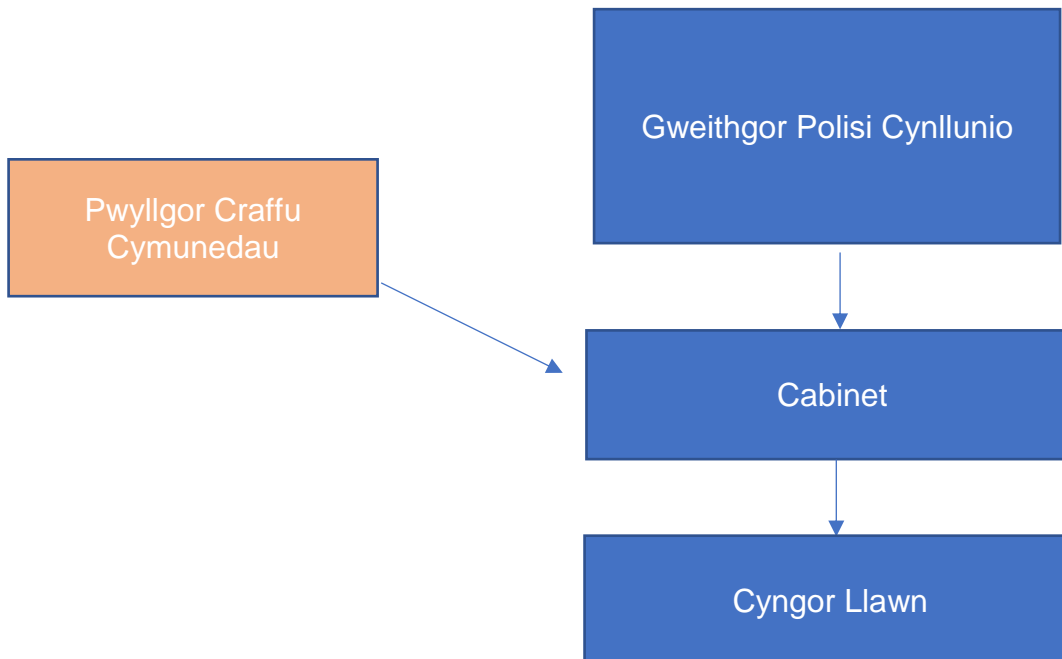 Gweithgor Polisi Cynllunio
Pwyllgor Craffu
Cymunedau
Cabinet
Cyngor Llawn